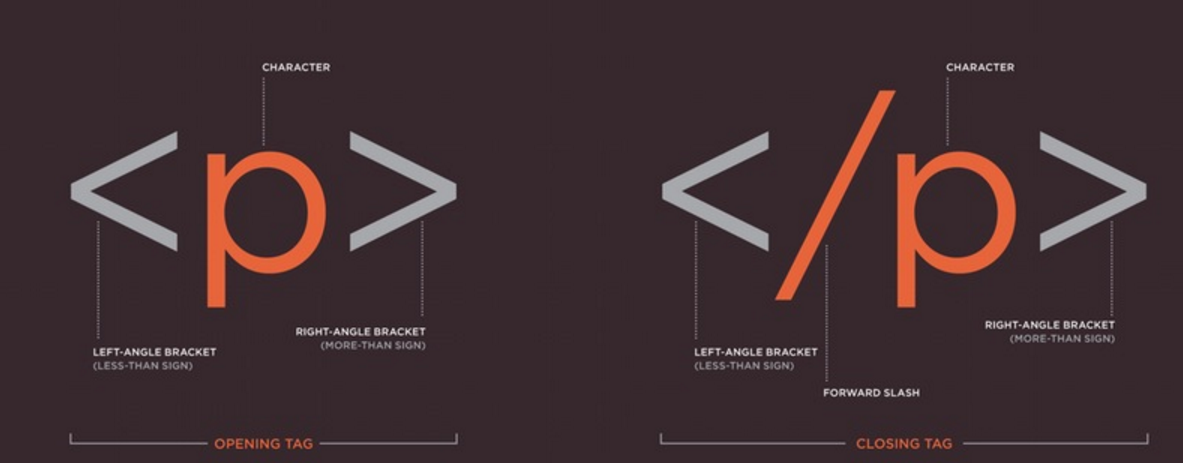 CHARACTER
<p>
LEFT-ANGLE BRACKET
(LESS-THAN SIGN)
RIGHT-ANGLE BRACKET
(MORE-THAN SIGN)
OPENING TAG
CHARACTER
</p>
LEFT-ANGLE BRACKET
(LESS-THAN SIGN)
RIGHT-ANGLE BRACKET
(MORE-THAN SIGN)
FORWARD SLASH
CLOSING TAG